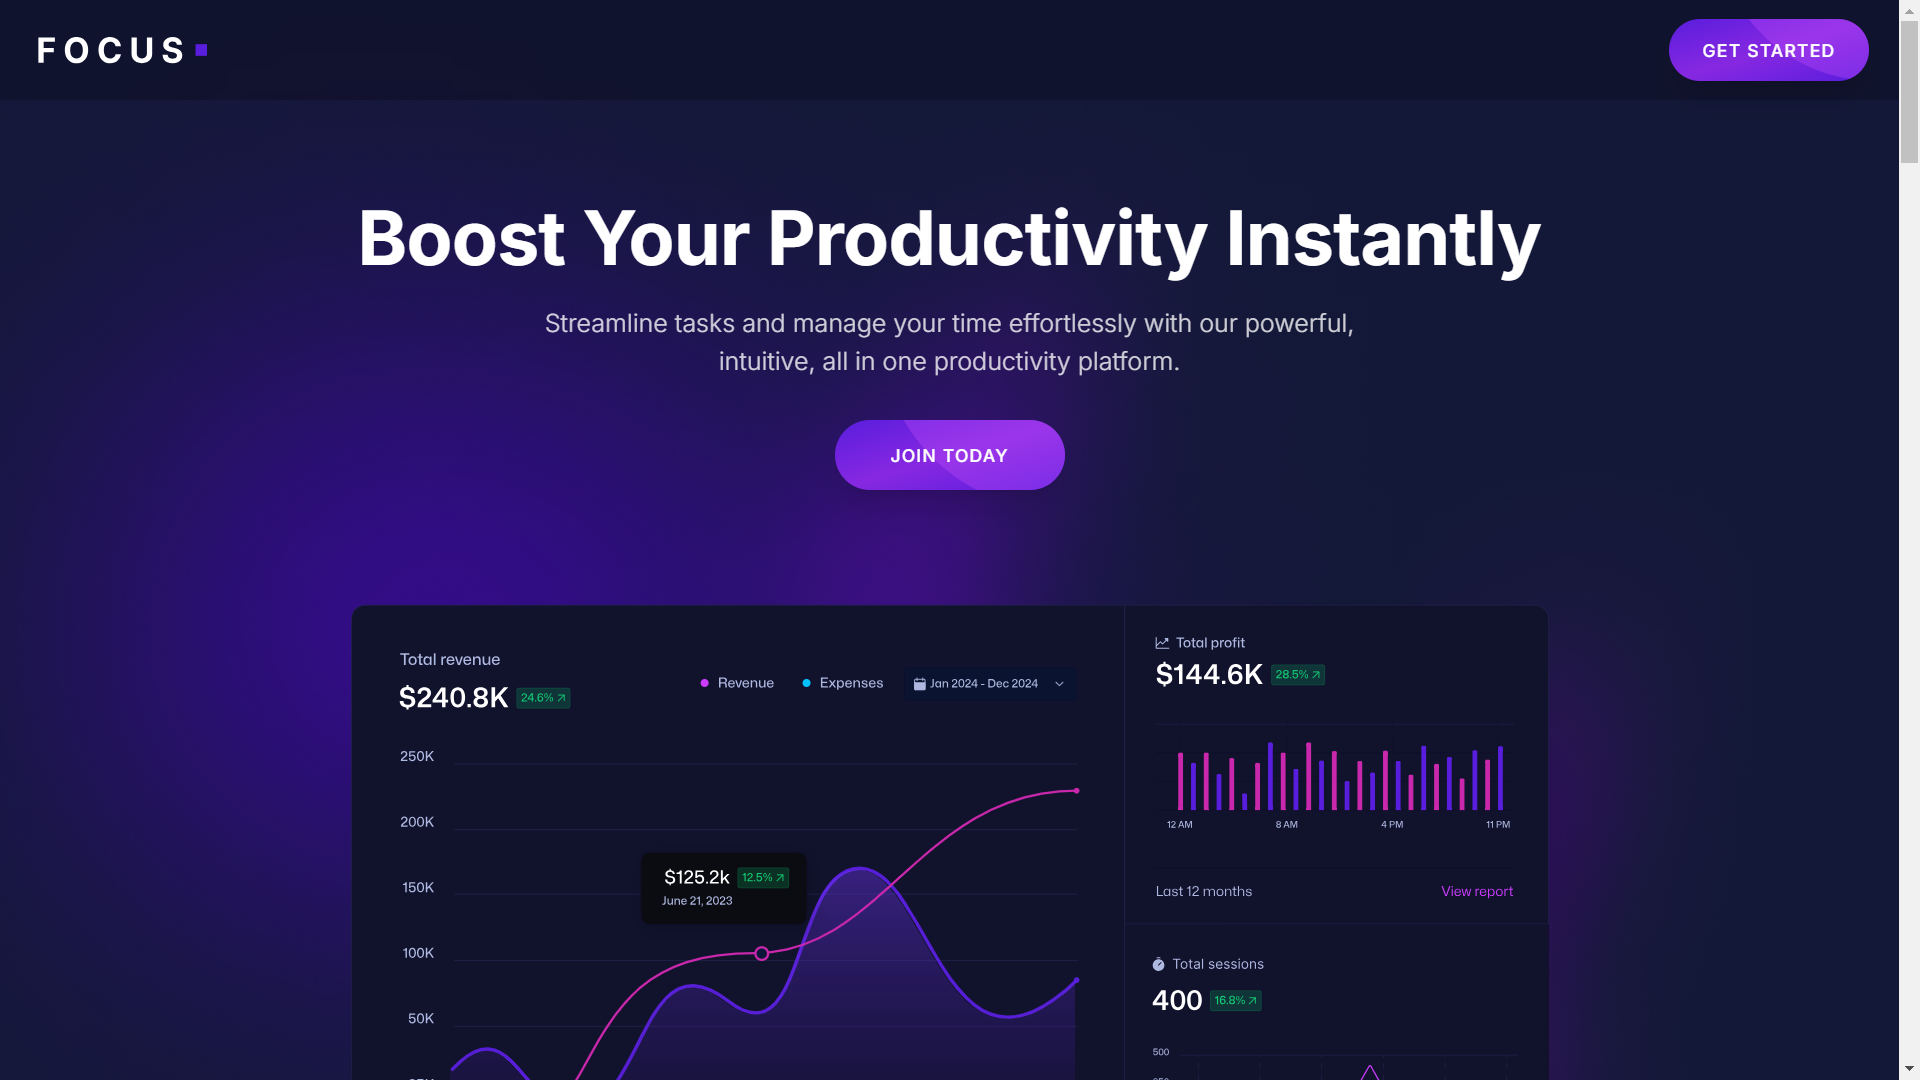 FOCUS
GET STARTED
Boost Your Productivity Instantly
Streamline tasks and manage your time effortlessly with our powerful,
intuitive, all in one productivity platform.
JOIN TODAY
Total revenue
$240.8K 24.6%
Revenue
Expenses
Jan 2024 - Dec 2024
250K
200K
150K
100K
50K
$125.2k 12.5%
June 21, 2023
Total profit
$144.6K 28.5%
12 AM
8 AM
4 PM
11 PM
Last 12 months
View report
Total sessions
400 16.8%
500